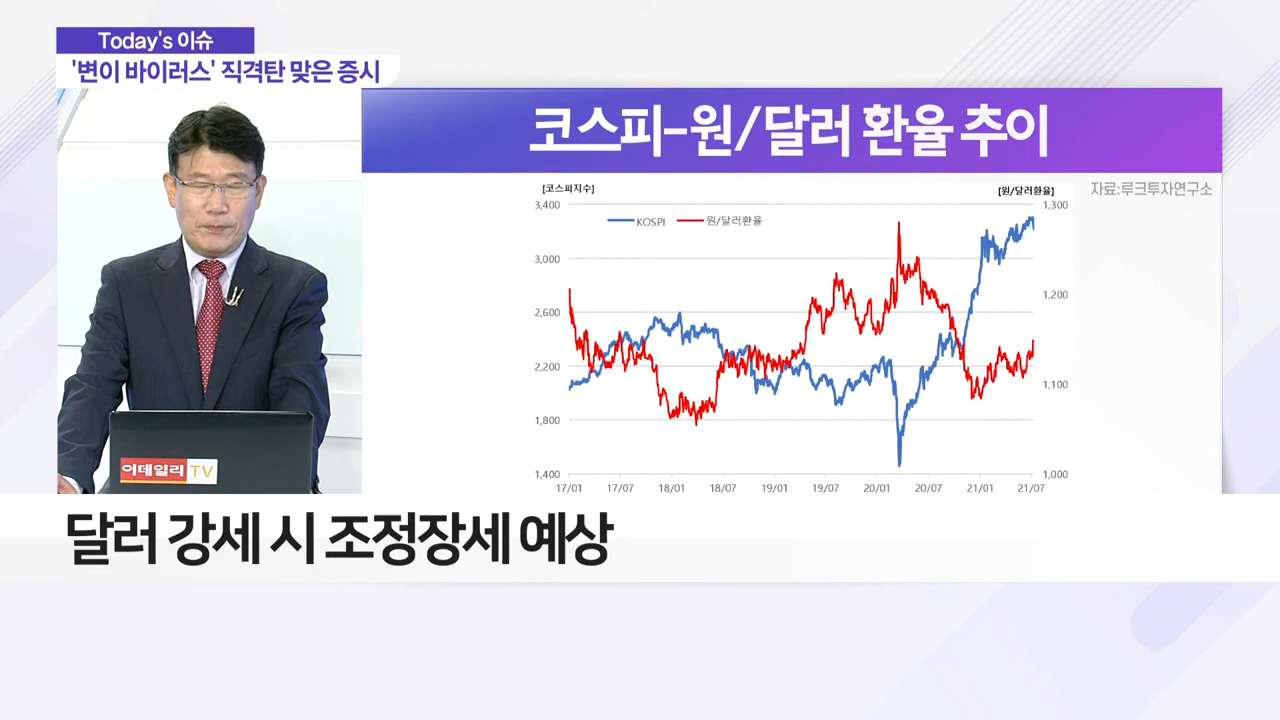 Today's 이슈
'변이 바이러스' 직격탄 맞은 증시
코스피-원/달러 환율 추이
자료:루크투자연구소
[코스피지수]
[원/달러환율]
KOSPI
원/달러환율
3,400
3,000
2,600
2,200
1,800
1,400
1,300
1,200
1,100
1,000
17/01 17/07 18/01 18/07 19/01 19/07 20/01 20/07 21/01 21/07
이데일리 TV
달러 강세 시 조정장세 예상